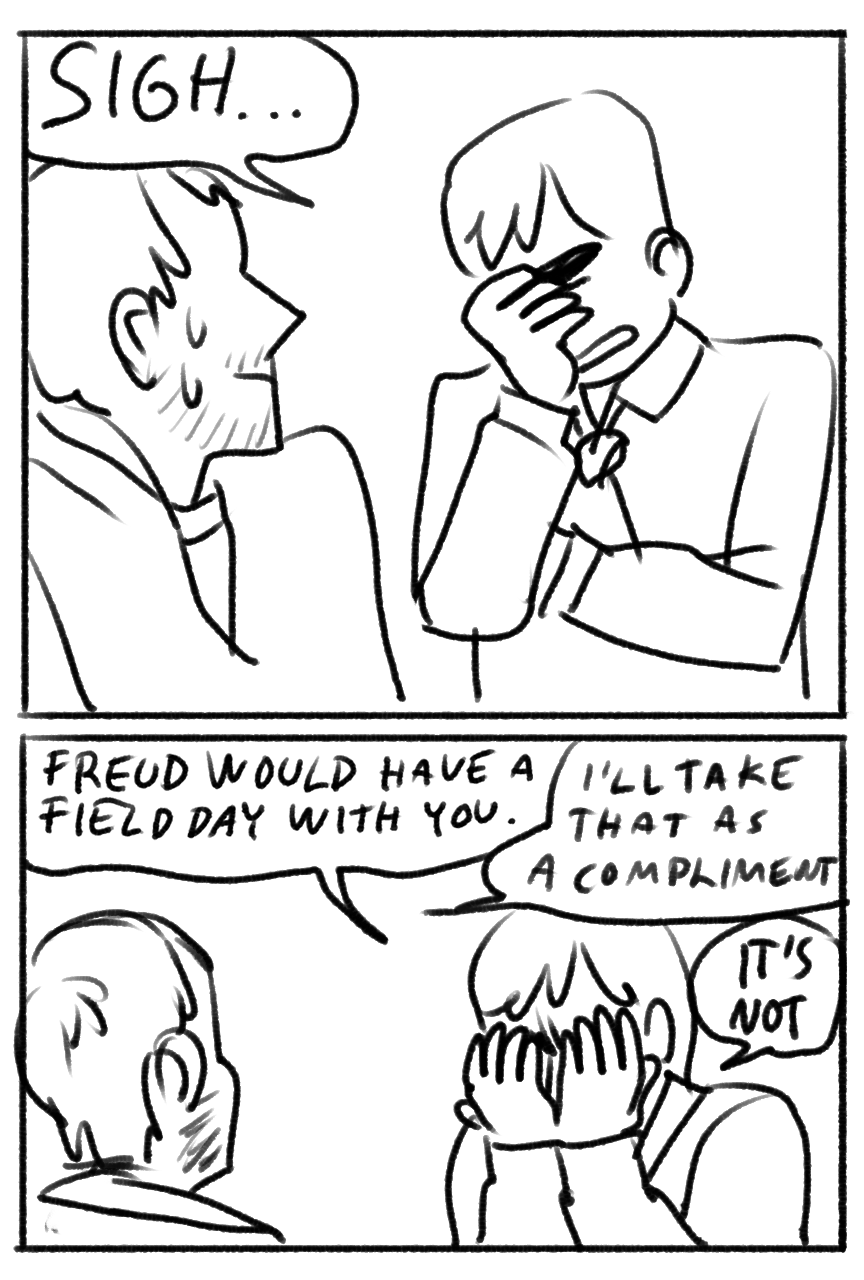 SIGH...
FREUD WOULD HAVE A
FIELD DAY WITH YOU.
I'LL TAKE
THAT AS
A COMPLIMENT
IT'S
NOT